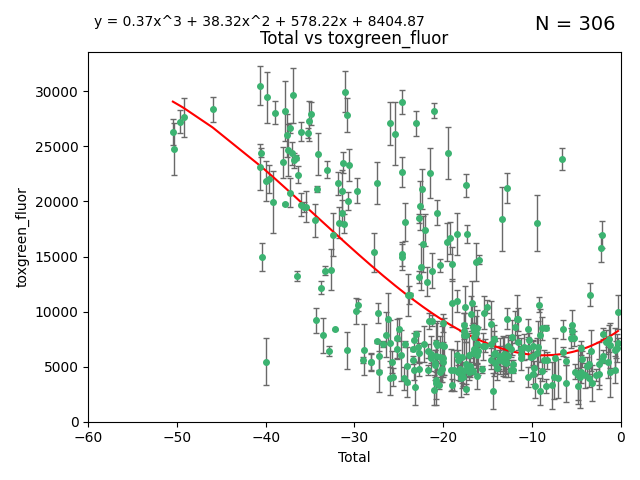 y = 0.37x^3 + 38.32x^2 + 578.22x + 8404.87
N = 306
Total vs toxgreen_fluor
30000
25000
20000
15000
10000
5000
0
toxgreen_fluor
−60
−50
−40
−30
−20
−10
0
Total